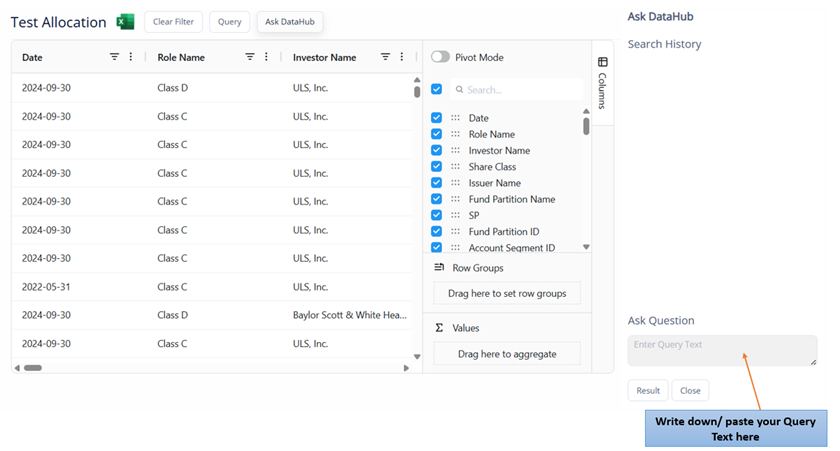 Test Allocation
Clear Filter
Query
Ask DataHub
Date
Role Name
Investor Name
2024-09-30
Class D
ULS, Inc.
2024-09-30
Class C
ULS, Inc.
2024-09-30
Class C
ULS, Inc.
2024-09-30
Class C
ULS, Inc.
2024-09-30
Class C
ULS, Inc.
2024-09-30
Class C
ULS, Inc.
2024-09-30
Class C
ULS, Inc.
2022-05-31
Class C
ULS, Inc.
2024-09-30
Class D
Baylor Scott & White Hea...
2024-09-30
Class C
ULS, Inc.
Pivot Mode
Search...
Date
Role Name
Investor Name
Share Class
Issuer Name
Fund Partition Name
SP
Fund Partition ID
Account Segment ID
Row Groups
Drag here to set row groups
Values
Drag here to aggregate
Columns
Ask DataHub
Search History
Ask Question
Enter Query Text
Result
Close
Write down/ paste your Query
Text here